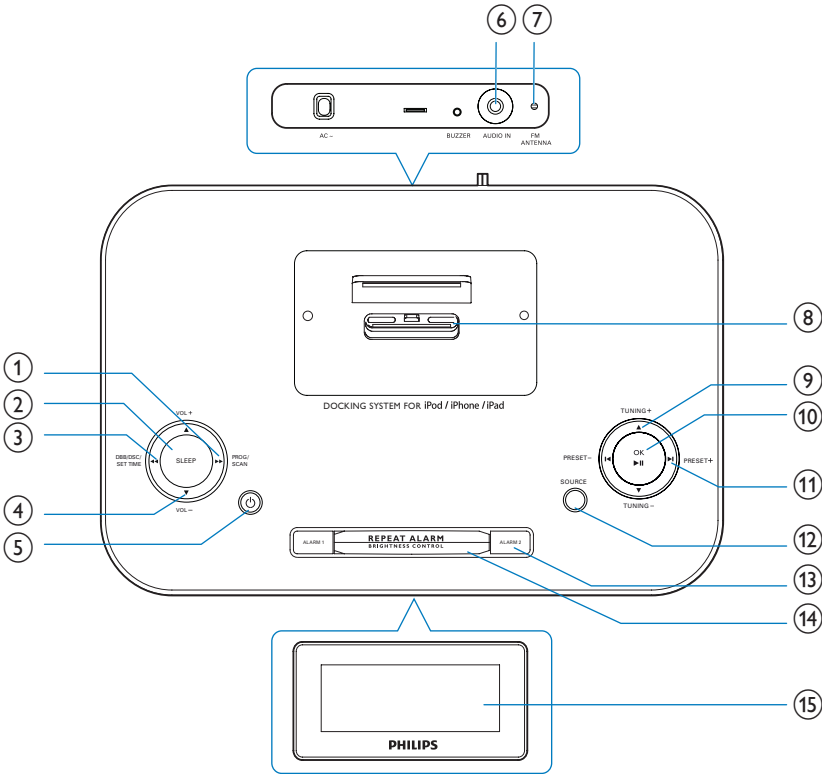 6 7
AC ~
BUZZER
AUDIO IN
FM
ANTENNA
8
DOCKING SYSTEM FOR iPod / iPhone / iPad
1
2
3
4
5
VOL +
DBB/DSC/
SET TIME
SLEEP
PROG/
SCAN
VOL −
9
10
11
12
13
14
TUNING+
PRESET−
OK
PRESET+
TUNING −
SOURCE
ALARM 1
REPEAT ALARM
BRIGHTNESS CONTROL
ALARM 2
15
PHILIPS